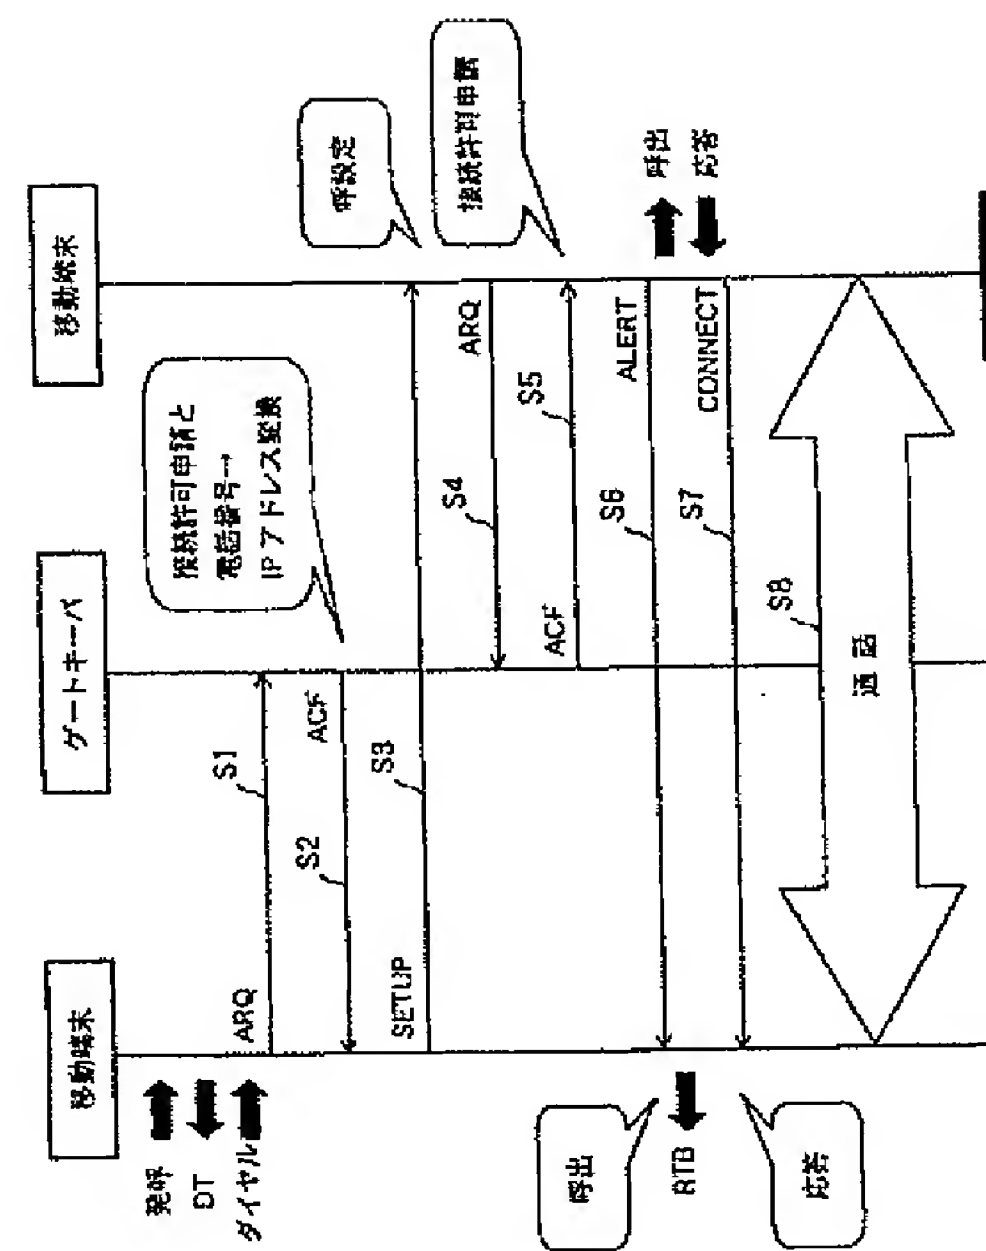 移動端末
ゲートキーパ
移動端末
発呼
DT
ダイヤル
ARQ
S1
接続許可申請と
電話番号→
IPアドレス変換
S2
ACF
SETUP
S3
呼設定
S4
ARQ
接続許可申請
ACF
S5
呼出
RTB
S6
ALERT
呼出
応答
S7
CONNECT
応答
S8
通話